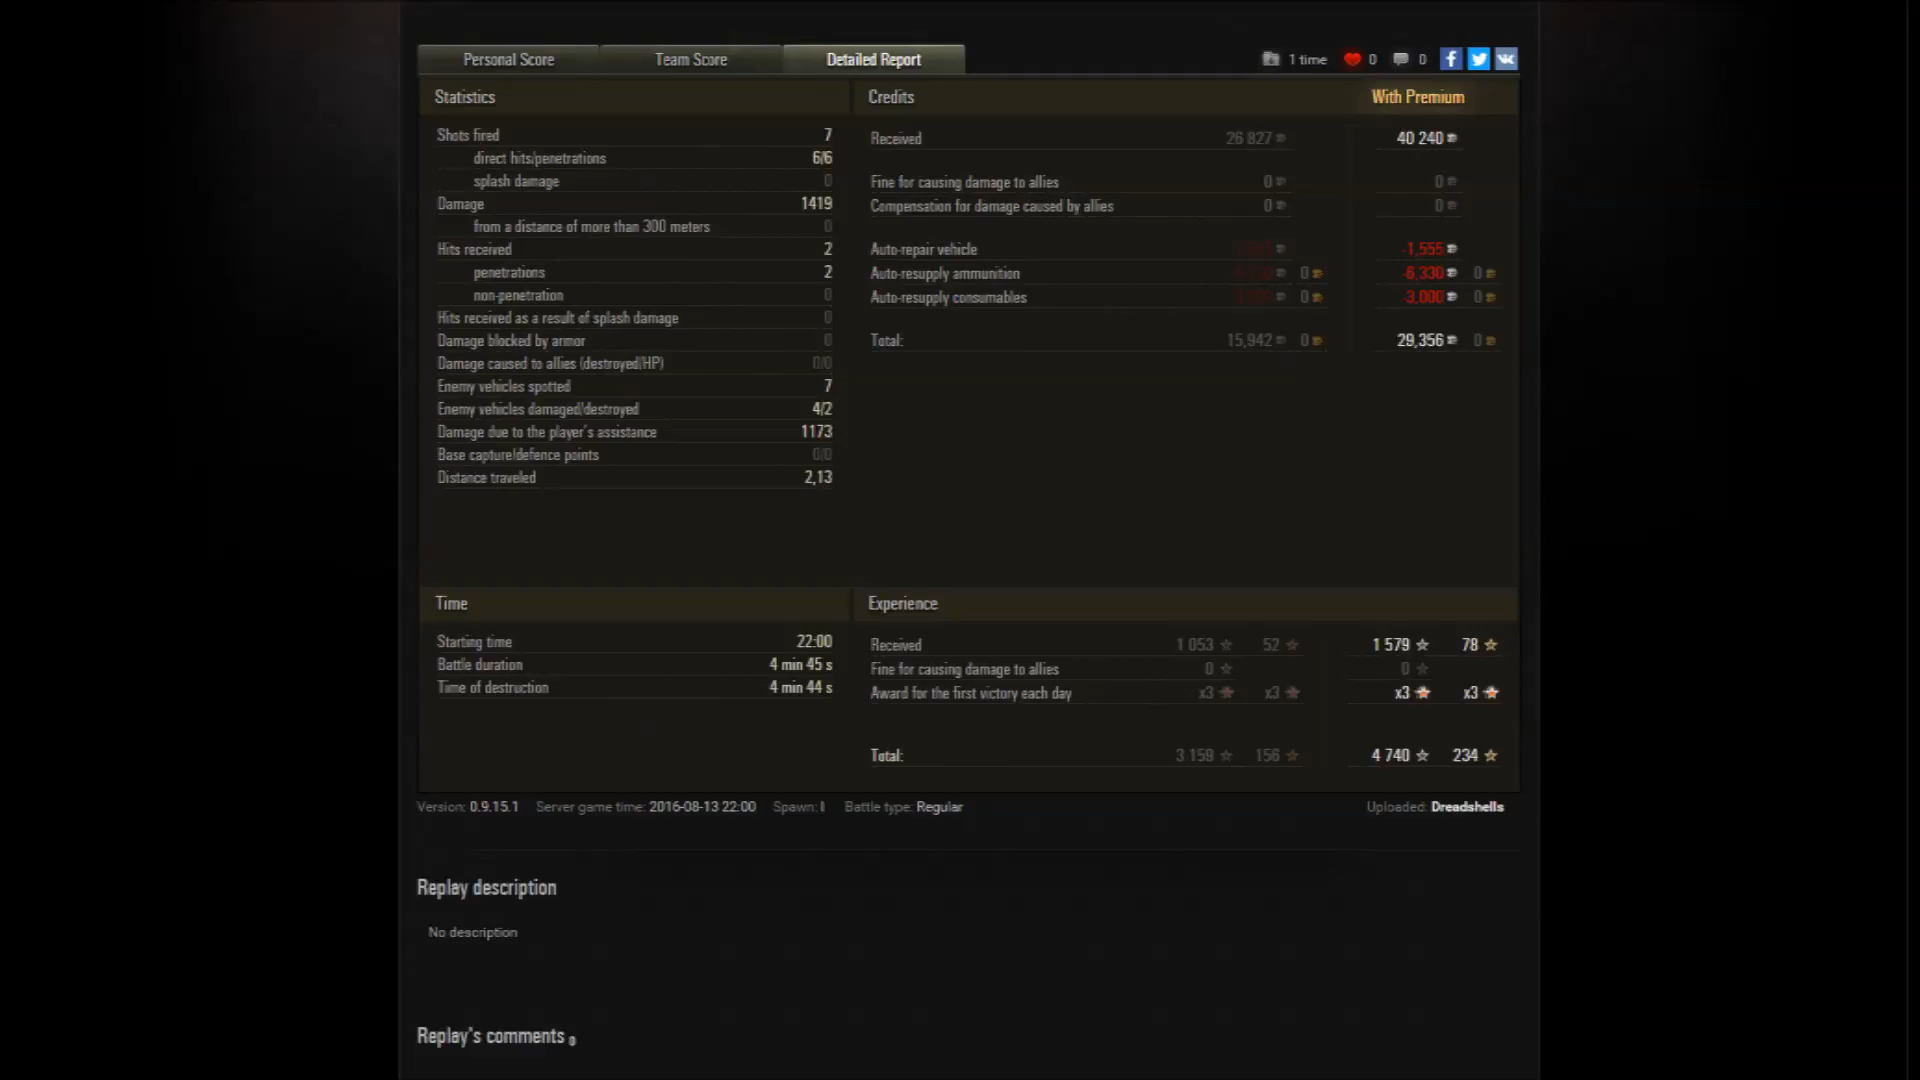 Personal Score Team Score Detailed Report 1 time 0 0
Statistics
Shots fired 7
direct hits/penetrations 6/6
splash damage 0
Damage 1419
from a distance of more than 300 meters 0
Hits received 2
penetrations 2
non-penetration 0
Hits received as a result of splash damage 0
Damage blocked by armor 0
Damage caused to allies (destroyed/HP) 0/0
Enemy vehicles spotted 7
Enemy vehicles damaged/destroyed 4/2
Damage due to the player's assistance 1173
Base capture/defence points 0/0
Distance traveled 2,13
Credits With Premium
Received 26 827 40 240
Fine for causing damage to allies 0 0
Compensation for damage caused by allies 0 0
Auto-repair vehicle -1,555
Auto-resupply ammunition 0 -6,330 0
Auto-resupply consumables 0 -3,000 0
Total: 15,942 0 29,356 0
Time
Starting time 22:00
Battle duration 4 min 45 s
Time of destruction 4 min 44 s
Experience
Received 1 053 52 1 579 78
Fine for causing damage to allies 0 0
Award for the first victory each day x3 x3 x3 x3
Total: 3 159 156 4 740 234
Version: 0.9.15.1 Server game time: 2016-08-13 22:00 Spawn: I Battle type: Regular Uploaded: Dreadshells
Replay description
No description
Replay's comments 0